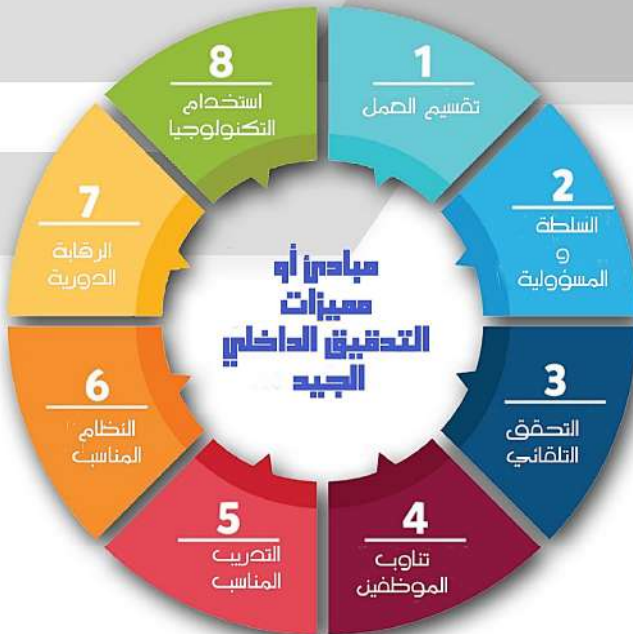 مبادئ أو
مميزات
التدقيق الداخلي
الجيد
1
تقسيم العمل
2
السلطة
و
المسؤولية
3
التحقق
التلقائي
4
تناوب
الموظفين
5
التدريب
المناسب
6
النظام
المناسب
7
الرقابة
الدورية
8
استخدام
التكنولوجيا